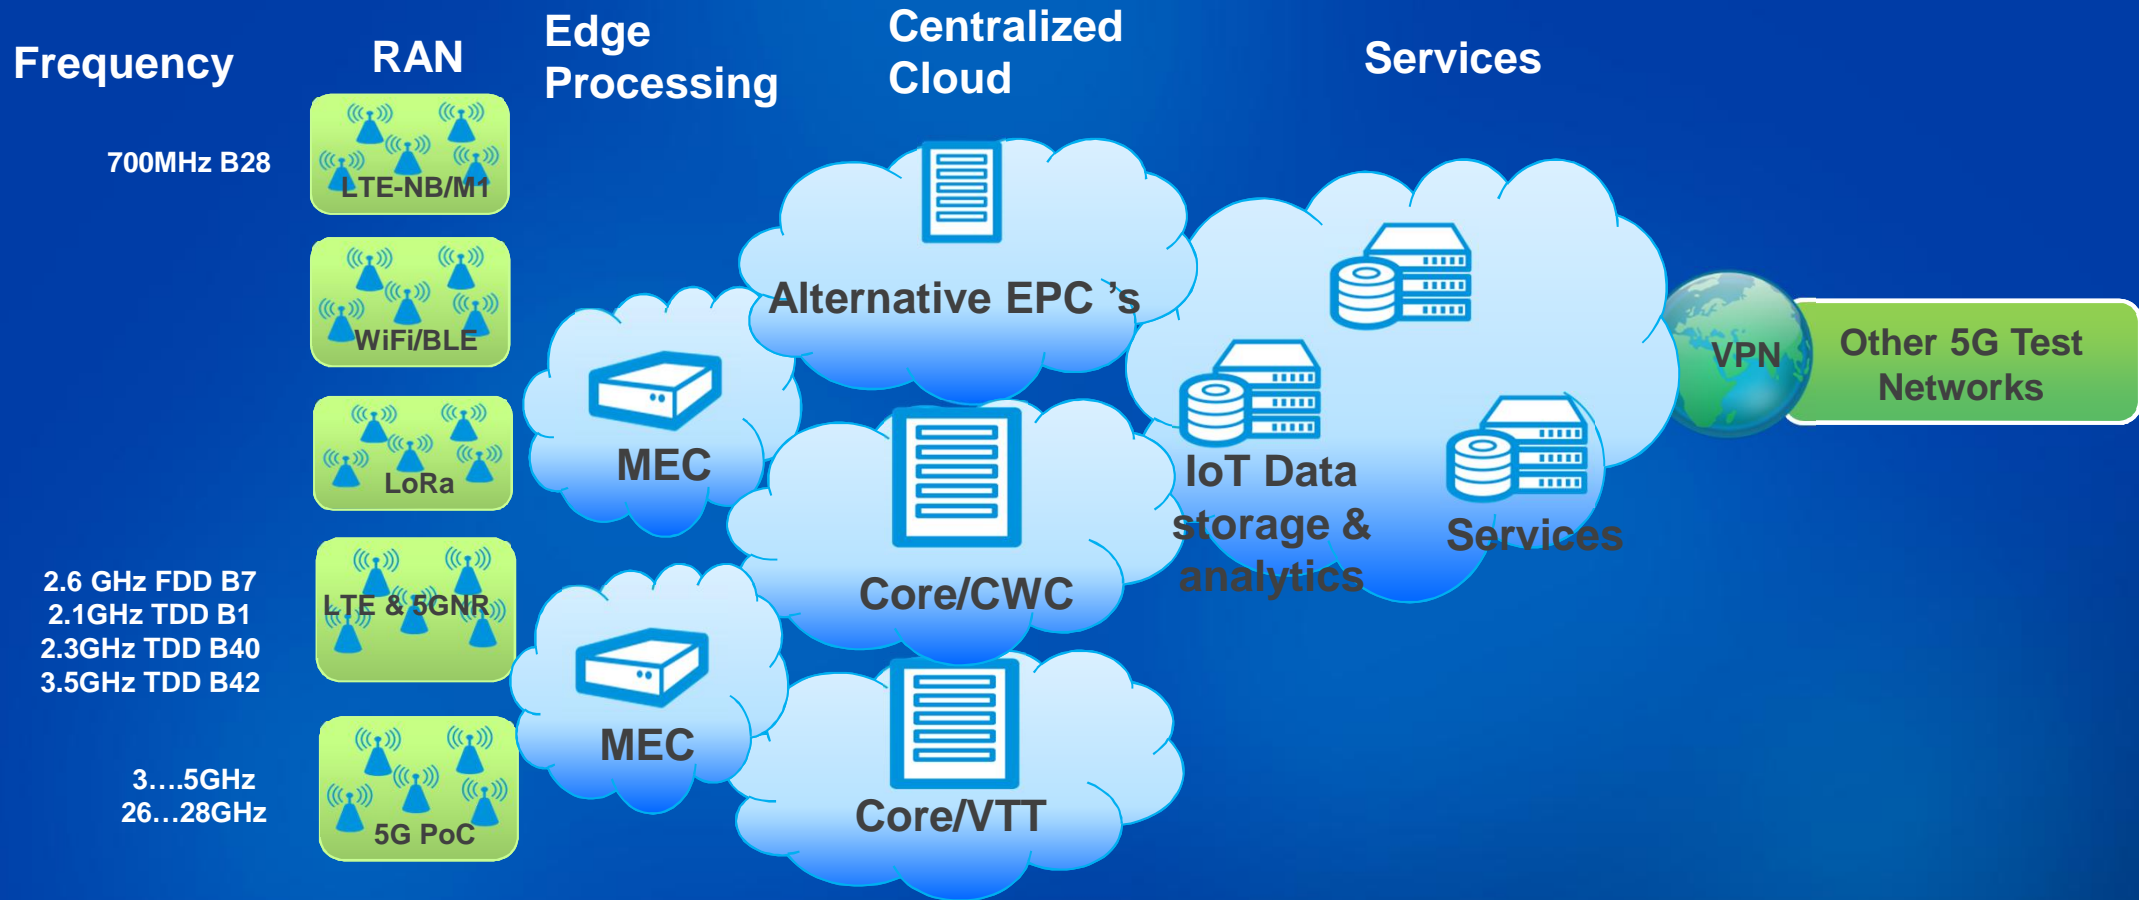 Frequency
RAN
Edge
Processing
Centralized
Cloud
Services
700MHz B28
LTE-NB/M1
WiFi/BLE
LoRa
2.6 GHz FDD B7
2.1GHz TDD B1
2.3GHz TDD B40
3.5GHz TDD B42
LTE & 5GNR
3....5GHz
26...28GHz
5G PoC
MEC
MEC
Alternative EPC ’s
Core/CWC
Core/VTT
IoT Data
storage &
analytics
Services
VPN
Other 5G Test
Networks